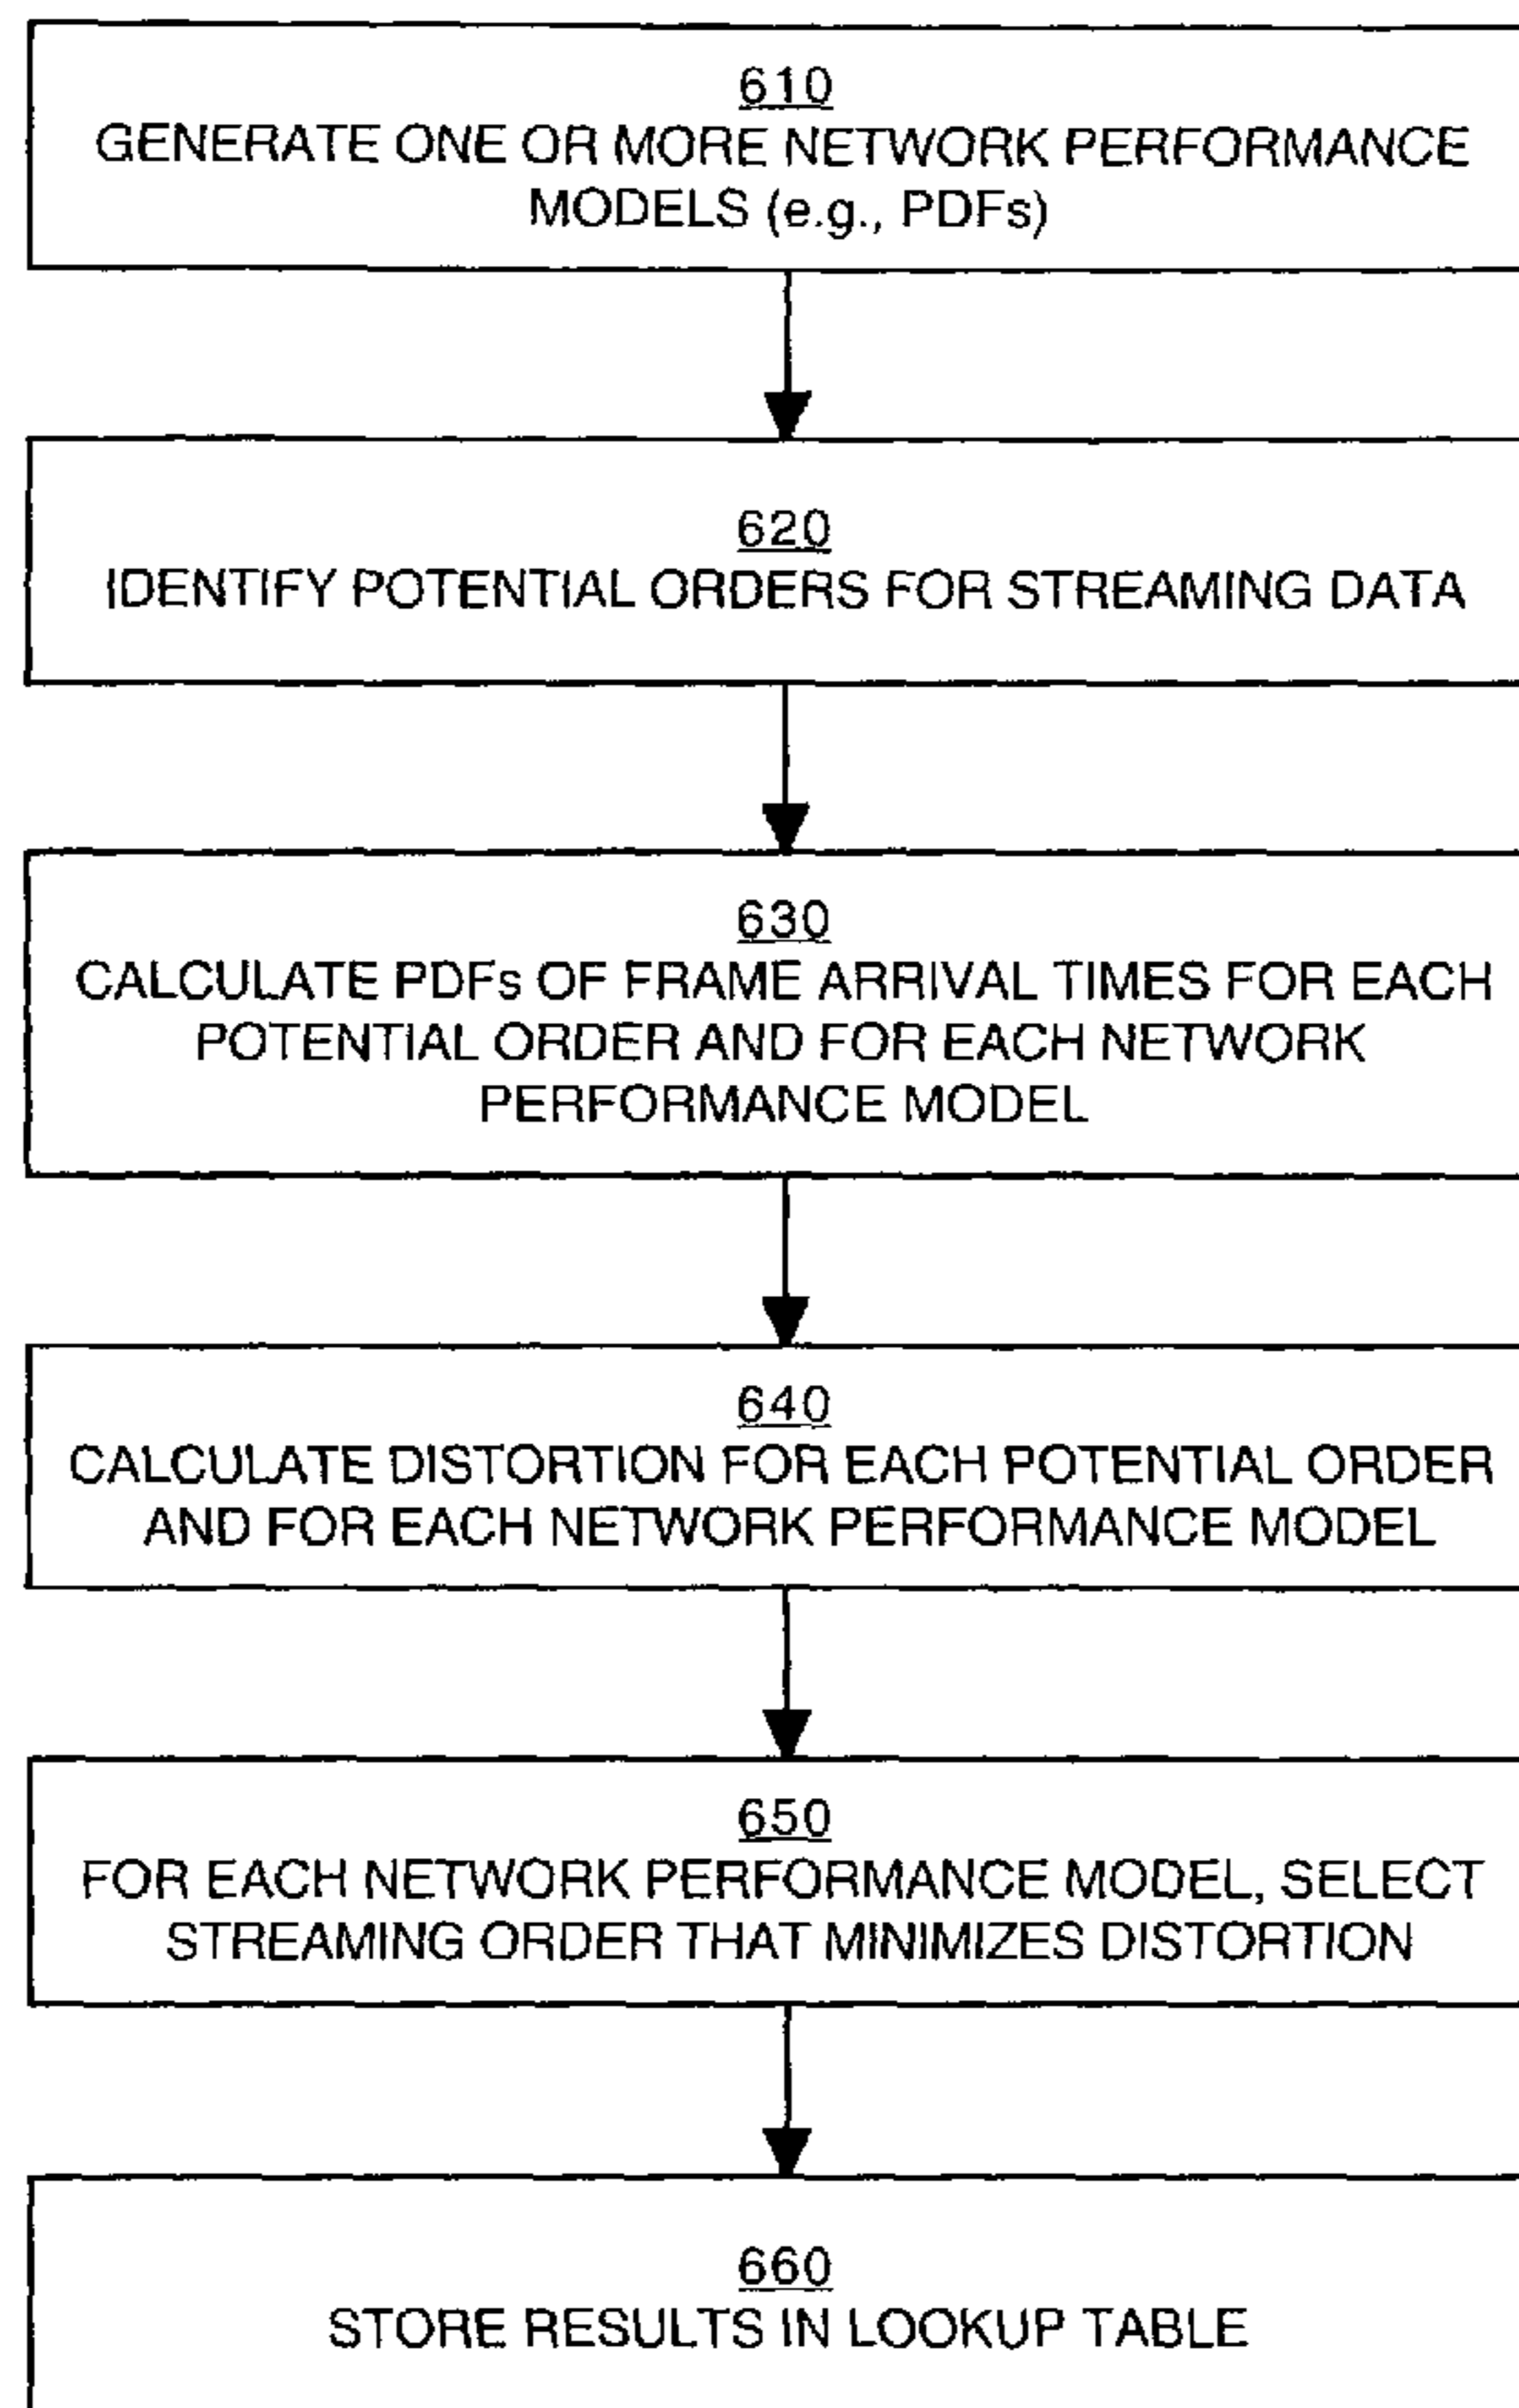 610
GENERATE ONE OR MORE NETWORK PERFORMANCE
MODELS (e.g., PDFs)
620
IDENTIFY POTENTIAL ORDERS FOR STREAMING DATA
630
CALCULATE PDFs OF FRAME ARRIVAL TIMES FOR EACH
POTENTIAL ORDER AND FOR EACH NETWORK
PERFORMANCE MODEL
640
CALCULATE DISTORTION FOR EACH POTENTIAL ORDER
AND FOR EACH NETWORK PERFORMANCE MODEL
650
FOR EACH NETWORK PERFORMANCE MODEL, SELECT
STREAMING ORDER THAT MINIMIZES DISTORTION
660
STORE RESULTS IN LOOKUP TABLE